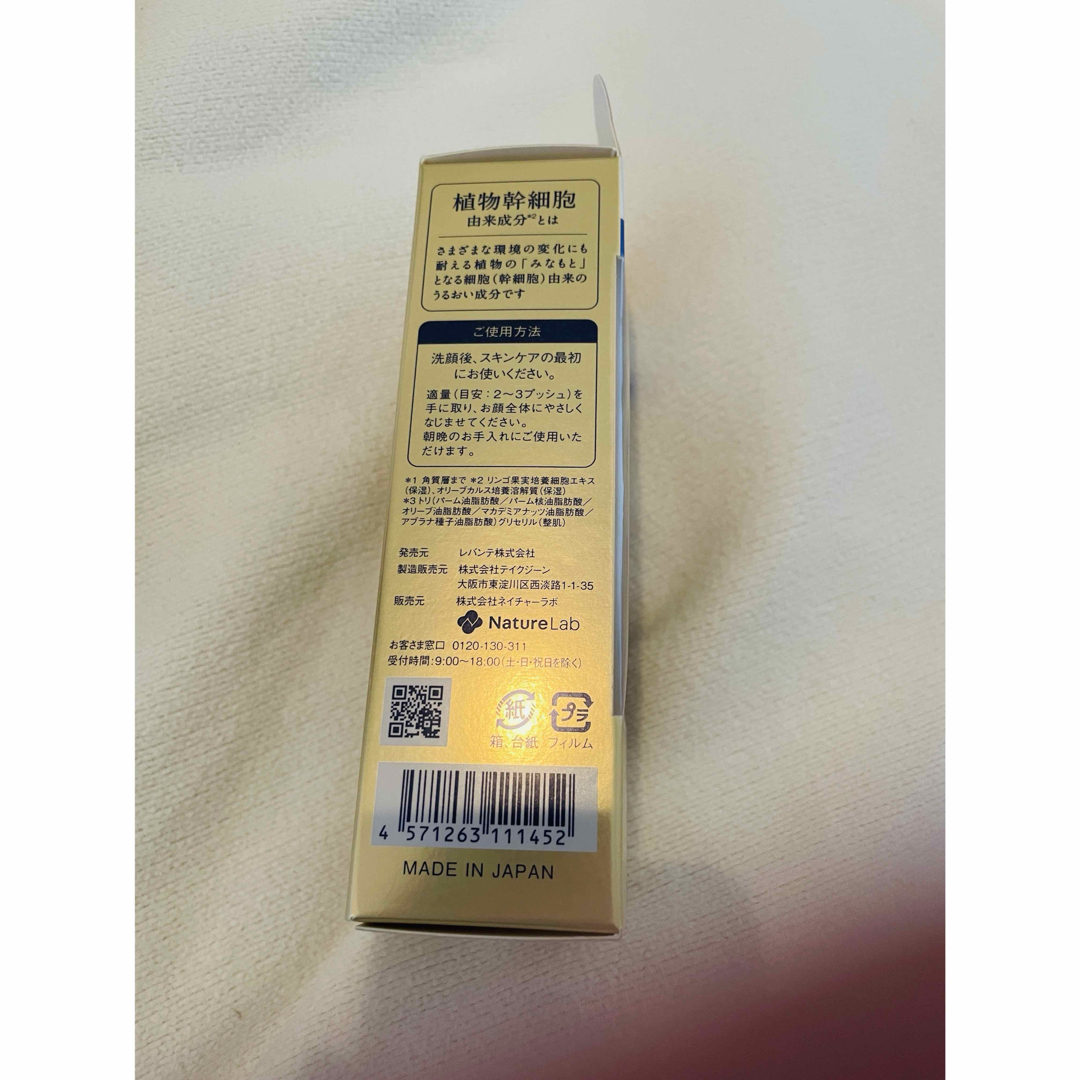 植物幹細胞
由来成分*2とは
さまざまな環境の変化にも
耐える植物の「みなもと」
となる細胞(幹細胞)由来の
うるおい成分です
ご使用方法
洗顔後、スキンケアの最初
にお使いください。
適量(目安:2〜3プッシュ)を
手に取り、お顔全体にやさしく
なじませてください。
朝晩のお手入れにご使用いた
だけます。
*1 角質層まで *2 リンゴ果実培養細胞エキス
(保湿)、オリーブカルス培養溶解質(保湿)
*3トリ(パーム油脂肪酸/パーム核油脂肪酸/
オリーブ油脂肪酸/マカデミアナッツ油脂肪酸/
アブラナ種子油脂肪酸)グリセリル(整肌)
発売元 レバンテ株式会社
製造販売元 株式会社テイクジーン
大阪市東淀川区西淡路1-1-35
販売元 株式会社ネイチャーラボ
NatureLab
お客さま窓口 0120-130-311
受付時間:9:00〜18:00(土・日・祝日を除く)
紙 プラ
箱、台紙 フィルム
4 571263 111452
MADE IN JAPAN